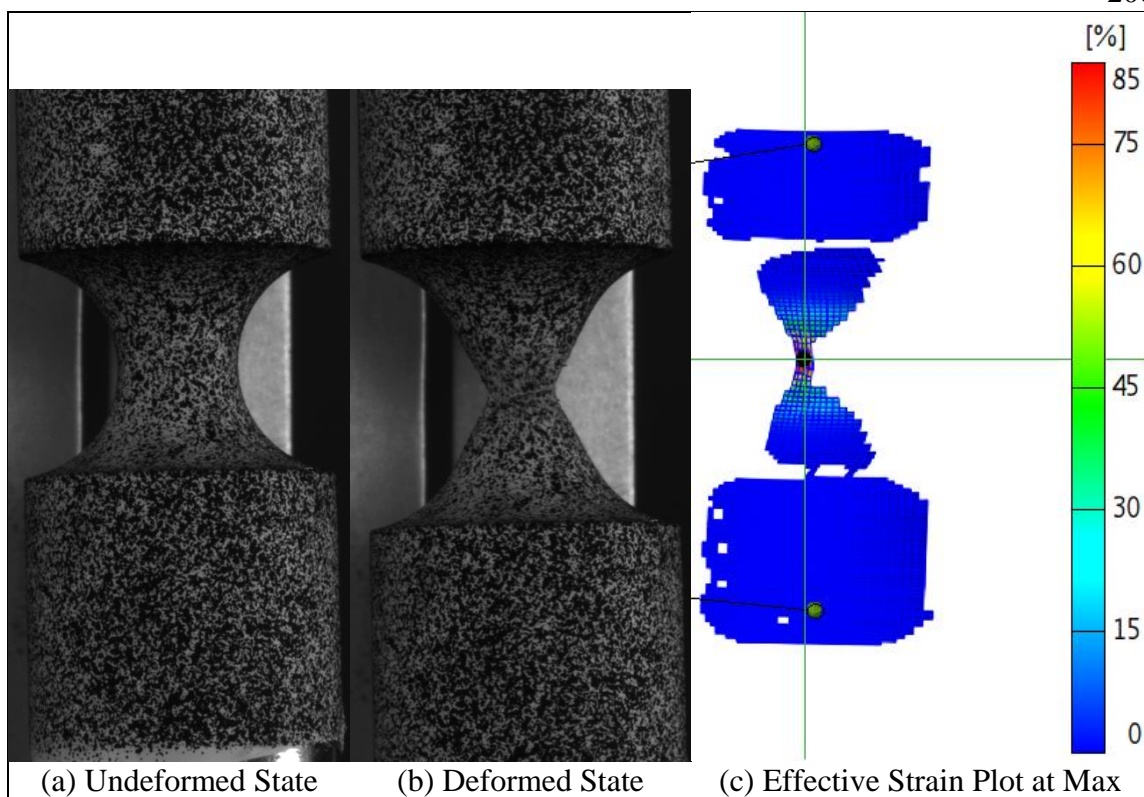 [%]
85
75
60
45
30
15
0
(a) Undeformed State
(b) Deformed State
(c) Effective Strain Plot at Max